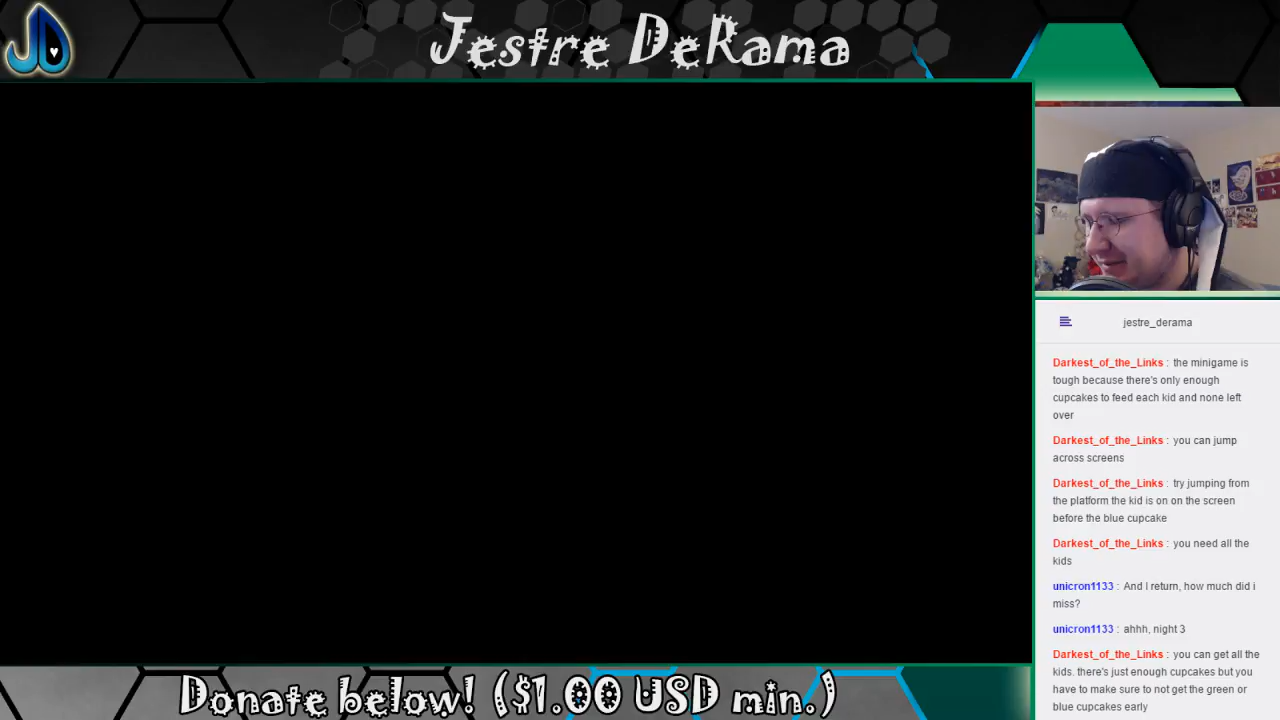 JD
Jestre DeRama
jestre_derama
Darkest_of_the_Links : the minigame is
tough because there's only enough
cupcakes to feed each kid and none left
over
Darkest_of_the_Links : you can jump
across screens
Darkest_of_the_Links : try jumping from
the platform the kid is on on the screen
before the blue cupcake
Darkest_of_the_Links : you need all the
kids
unicron1133 : And I return, how much did i
miss?
unicron1133 : ahhh, night 3
Darkest_of_the_Links : you can get all the
kids. there's just enough cupcakes but you
have to make sure to not get the green or
blue cupcakes early
Donate below! ($1.00 USD min.)